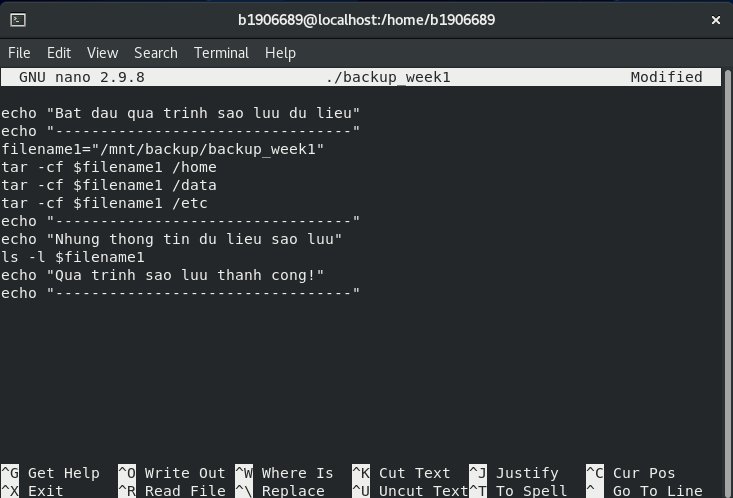 b1906689@localhost:/home/b1906689
File Edit View Search Terminal Help
GNU nano 2.9.8 ./backup_week1 Modified
echo "Bat dau qua trinh sao luu du lieu"
echo "---------------------------------"
filename1="/mnt/backup/backup_week1"
tar -cf $filename1 /home
tar -cf $filename1 /data
tar -cf $filename1 /etc
echo "---------------------------------"
echo "Nhung thong tin du lieu sao luu"
ls -l $filename1
echo "Qua trinh sao luu thanh cong!"
echo "---------------------------------"
^G Get Help ^O Write Out ^W Where Is ^K Cut Text ^J Justify ^C Cur Pos
^X Exit ^R Read File ^\ Replace ^U Uncut Text ^T To Spell ^_ Go To Line